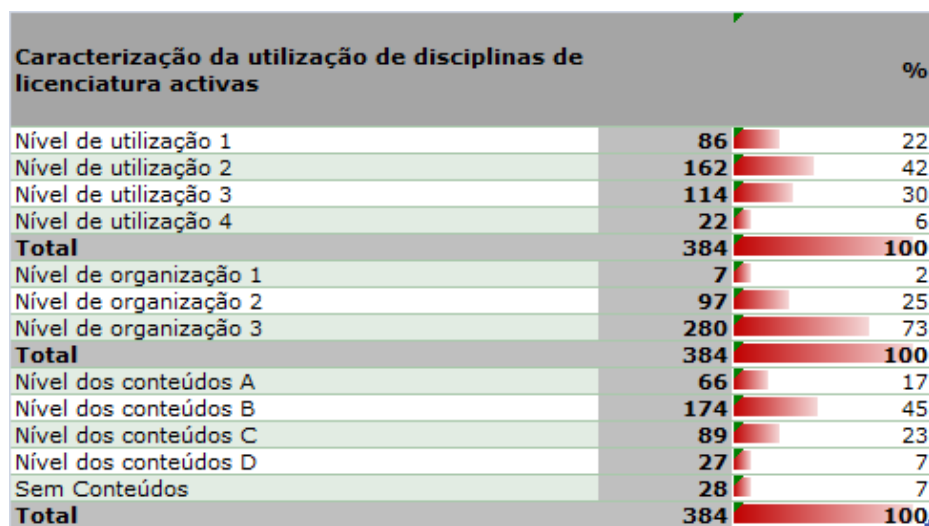 Caracterização da utilização de disciplinas de
licenciatura activas %
Nível de utilização 1 86 22
Nível de utilização 2 162 42
Nível de utilização 3 114 30
Nível de utilização 4 22 6
Total 384 100
Nível de organização 1 7 2
Nível de organização 2 97 25
Nível de organização 3 280 73
Total 384 100
Nível dos conteúdos A 66 17
Nível dos conteúdos B 174 45
Nível dos conteúdos C 89 23
Nível dos conteúdos D 27 7
Sem Conteúdos 28 7
Total 384 100